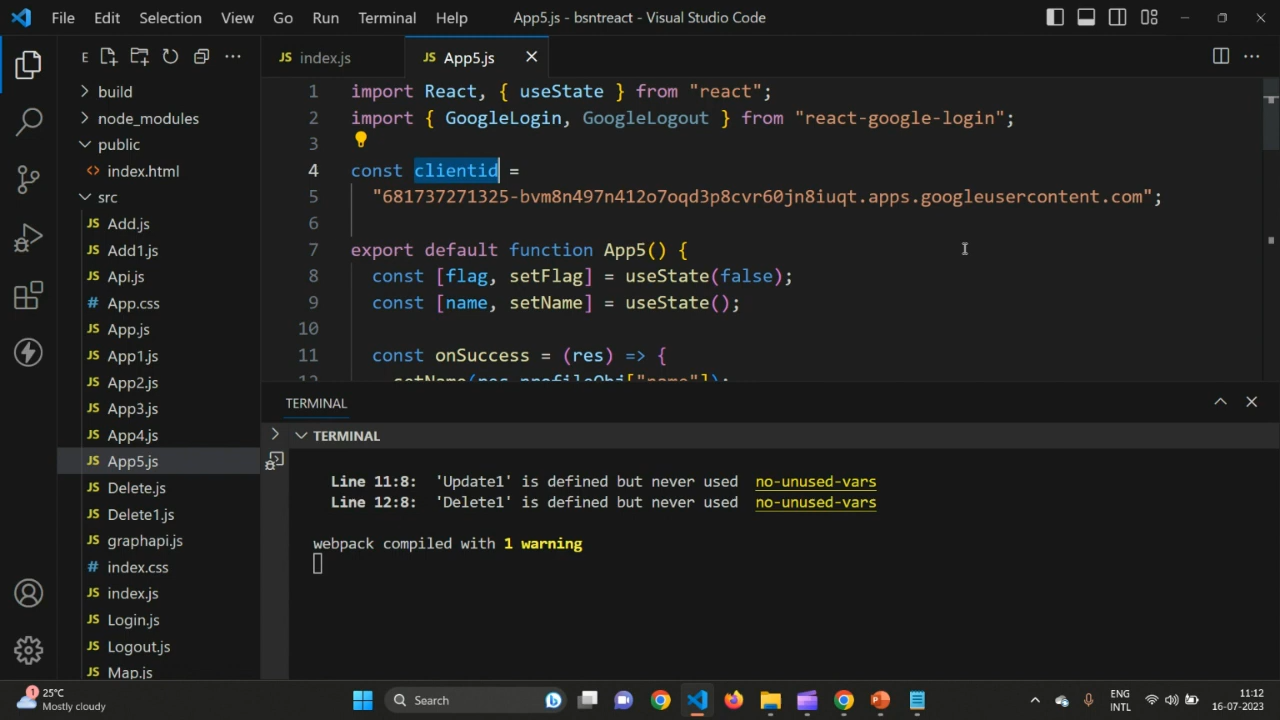 File Edit Selection View Go Run Terminal Help App5.js - bsntreact - Visual Studio Code
E
JS index.js JS App5.js
build
node_modules
public
<> index.html
src
JS Add.js
JS Add1.js
JS Api.js
# App.css
JS App.js
JS App1.js
JS App2.js
JS App3.js
JS App4.js
JS App5.js
JS Delete.js
JS Delete1.js
JS graphapi.js
# index.css
JS index.js
JS Login.js
JS Logout.js
JS Map.js
1 import React, { useState } from "react";
2 import { GoogleLogin, GoogleLogout } from "react-google-login";
3
4 const clientid =
5 "681737271325-bvm8n497n412o7oqd3p8cvr60jn8iuqt.apps.googleusercontent.com";
6
7 export default function App5() {
8 const [flag, setFlag] = useState(false);
9 const [name, setName] = useState();
10
11 const onSuccess = (res) => {
12 setName(res.profileObj["name"]);
TERMINAL
TERMINAL
Line 11:8: 'Update1' is defined but never used no-unused-vars
Line 12:8: 'Delete1' is defined but never used no-unused-vars
webpack compiled with 1 warning
1
25°C
Mostly cloudy
Search
ENG
INTL
11:12
16-07-2023